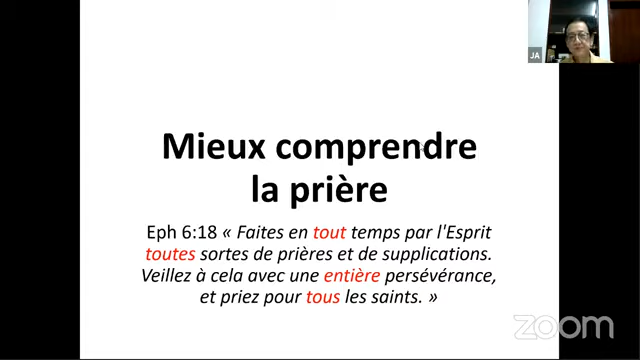 JA
Mieux comprendre
la prière
Eph 6:18 « Faites en tout temps par l'Esprit
toutes sortes de prières et de supplications.
Veillez à cela avec une entière persévérance,
et priez pour tous les saints. »
zoom